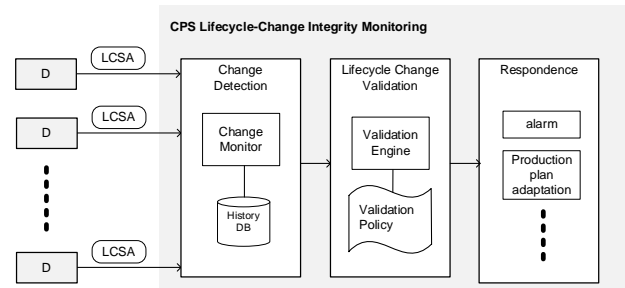 CPS Lifecycle-Change Integrity Monitoring
D
LCSA
D
LCSA
D
LCSA
Change
Detection
Change
Monitor
History
DB
Lifecycle Change
Validation
Validation
Engine
Validation
Policy
Respondence
alarm
Production
plan
adaptation